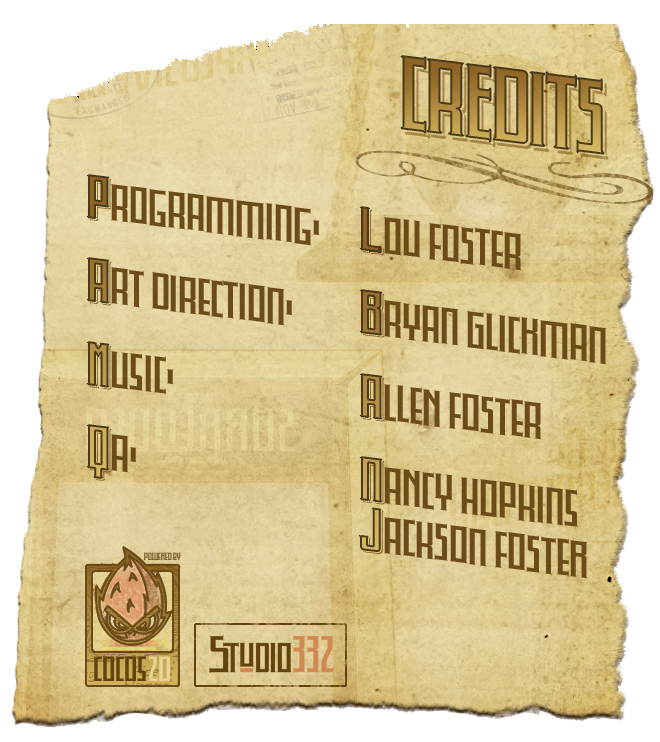 CREDITS
PROGRAMMING:
LOU FOSTER
ART DIRECTION:
BRYAN GLICKMAN
MUSIC:
ALLEN FOSTER
QA:
NANCY HOPKINS
JACKSON FOSTER
POWERED BY
COCOS2D
STUDIO332